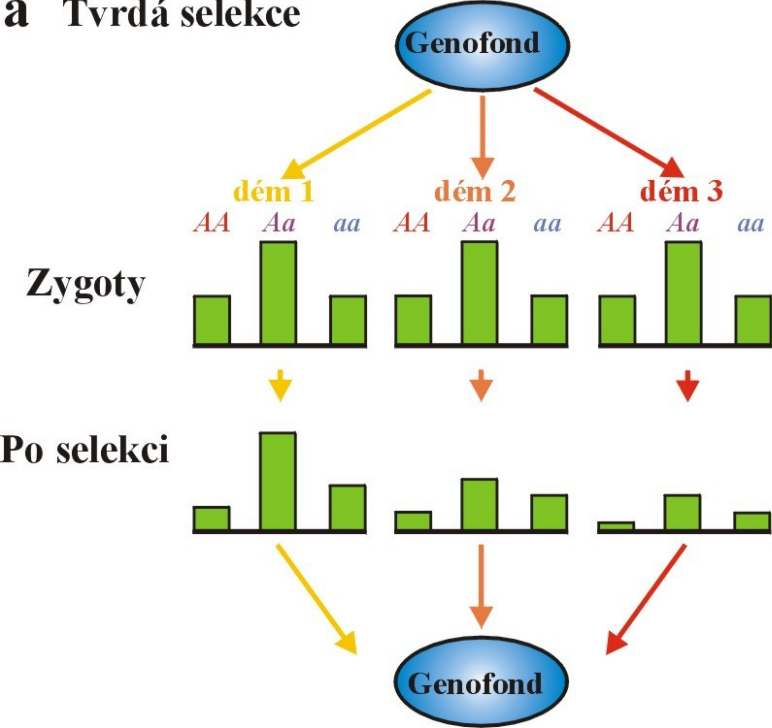 a Tvrdá selekce
Genofond
dém 1 dém 2 dém 3
AA Aa aa AA Aa aa AA Aa aa
Zygoty
Po selekci
Genofond